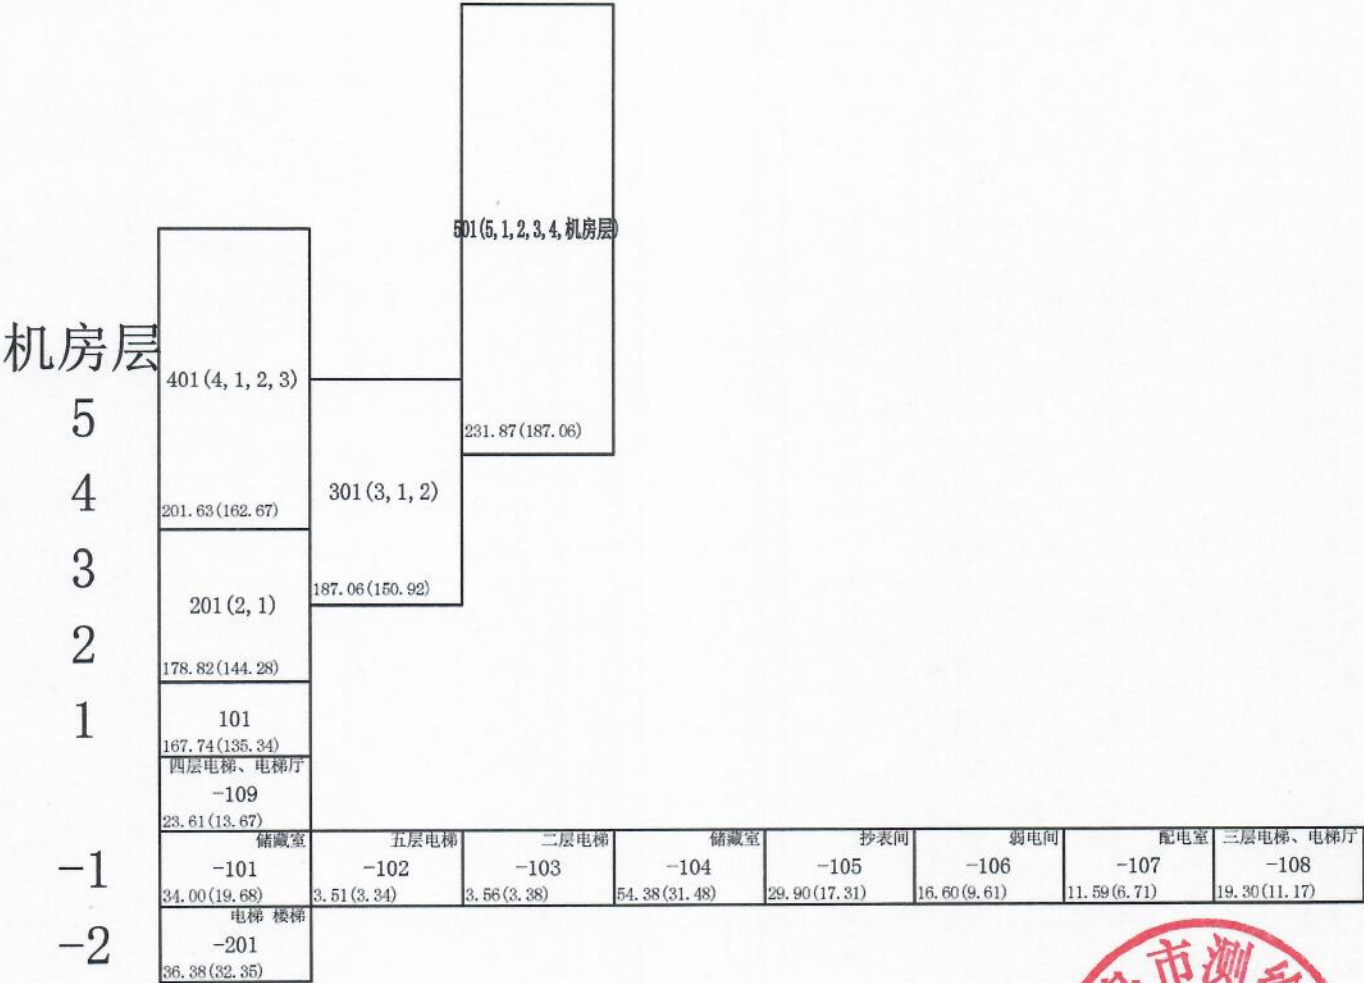 501(5,1,2,3,4,机房层)
机房层
401(4,1,2,3)
5
231.87(187.06)
4
301(3,1,2)
201.63(162.67)
3
187.06(150.92)
201(2,1)
2
178.82(144.28)
1
101
167.74(135.34)
四层电梯、电梯厅
-109
23.61(13.67)
储藏室 五层电梯 二层电梯 储藏室 抄表间 弱电间 配电室 三层电梯、电梯厅
-1 -101 -102 -103 -104 -105 -106 -107 -108
34.00(19.68) 3.51(3.34) 3.56(3.38) 54.38(31.48) 29.90(17.31) 16.60(9.61) 11.59(6.71) 19.30(11.17)
电梯 楼梯
-2 -201
36.38(32.35)
市测